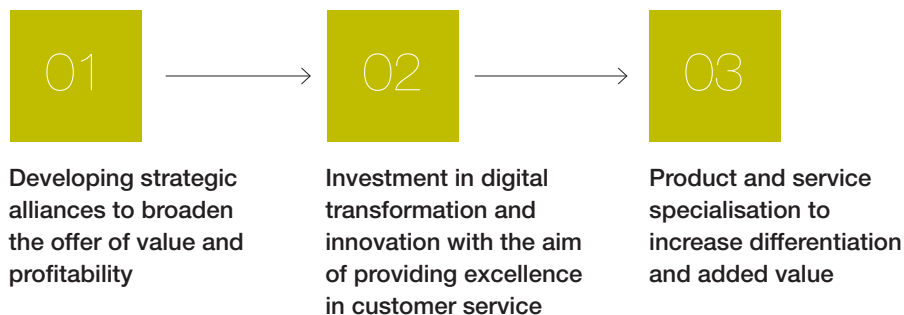 01
Developing strategic
alliances to broaden
the offer of value and
profitability
02
Investment in digital
transformation and
innovation with the aim
of providing excellence
in customer service
03
Product and service
specialisation to
increase differentiation
and added value